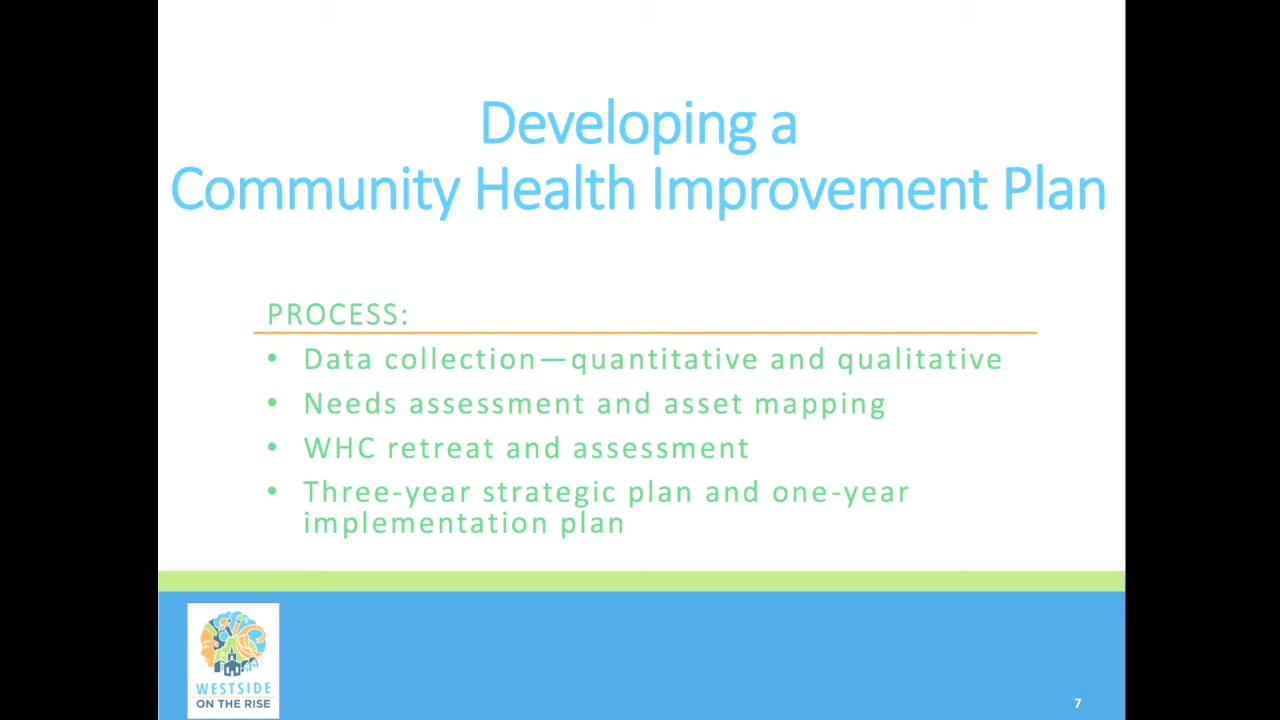 Developing a
Community Health Improvement Plan
PROCESS:
• Data collection—quantitative and qualitative
• Needs assessment and asset mapping
• WHC retreat and assessment
• Three-year strategic plan and one-year
implementation plan
WESTSIDE
ON THE RISE
7